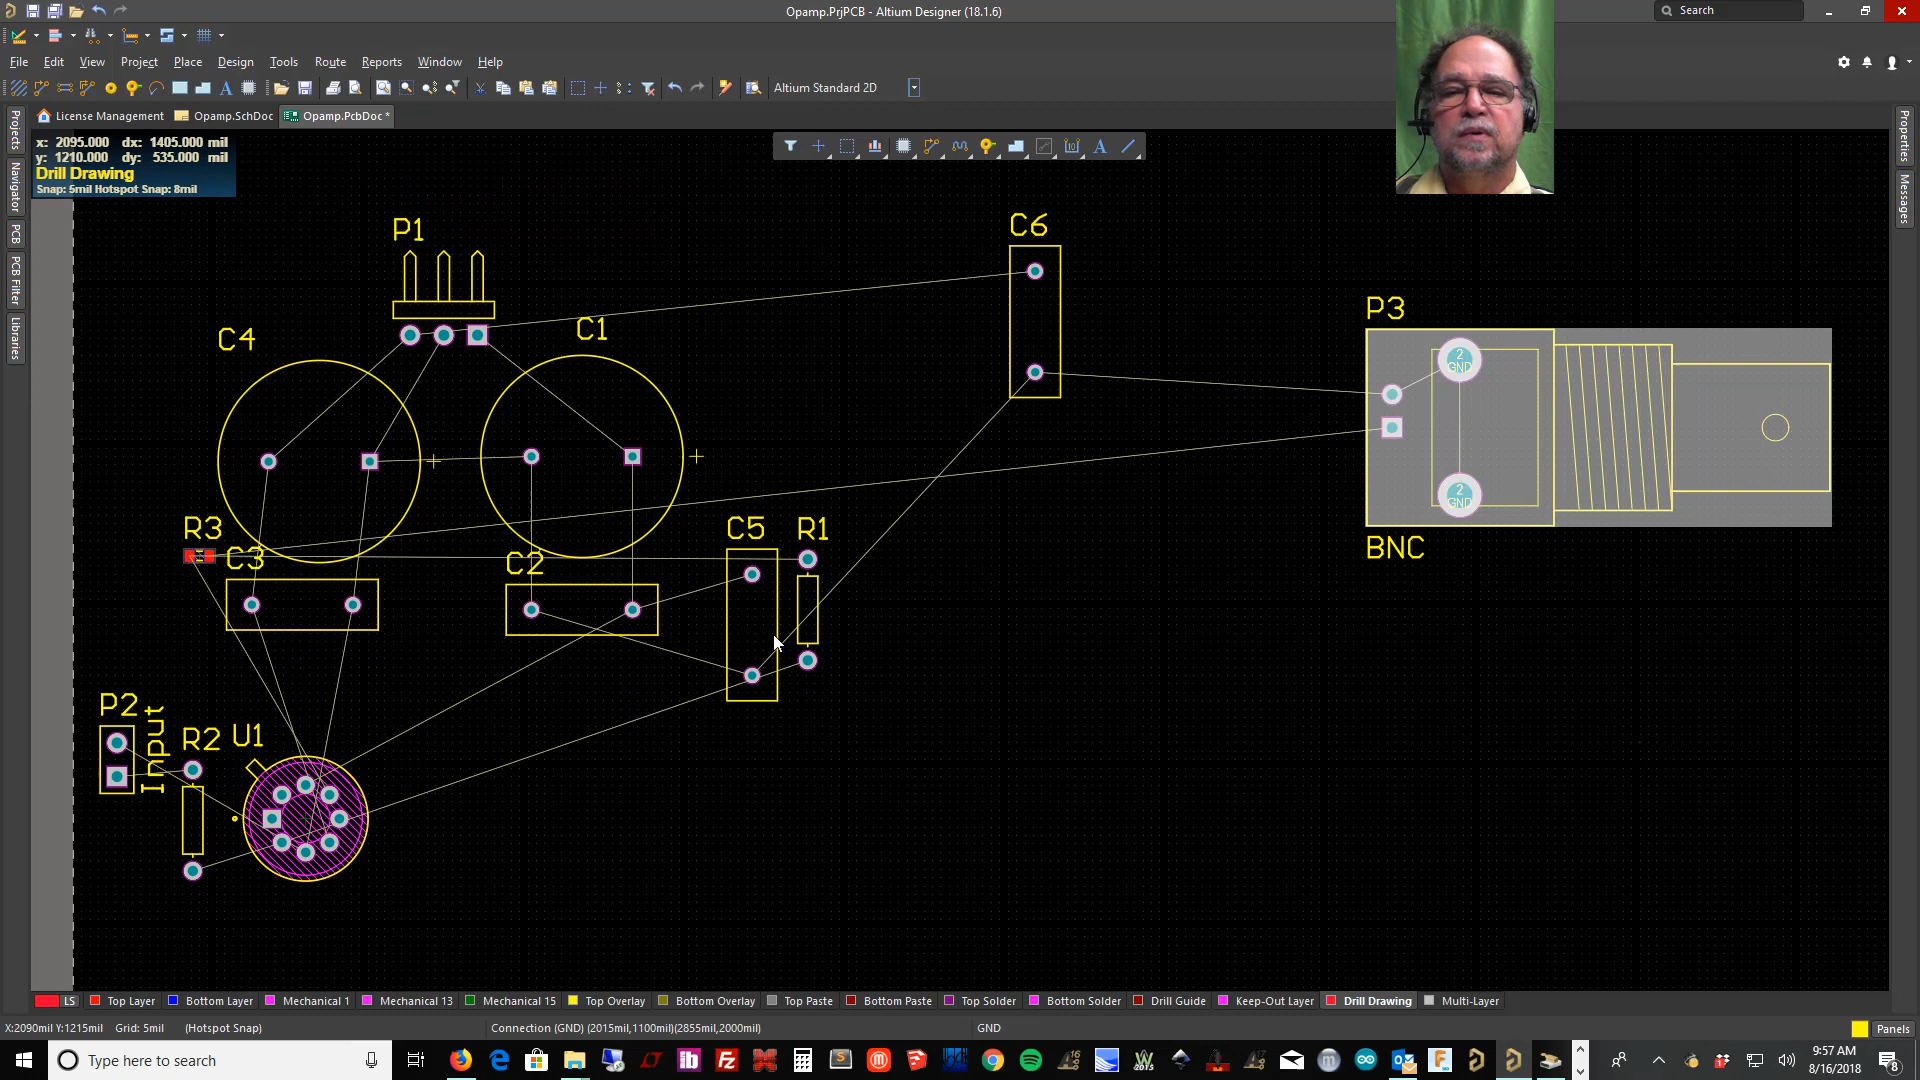 Opamp.PrjPCB - Altium Designer (18.1.6)
Search
File Edit View Project Place Design Tools Route Reports Window Help
Altium Standard 2D
License Management Opamp.SchDoc Opamp.PcbDoc *
x: 2095.000 dx: 1405.000 mil
y: 1210.000 dy: 535.000 mil
Drill Drawing
Snap: 5mil Hotspot Snap: 8mil
Projects
Navigator
PCB
PCB Filter
Libraries
Properties
Messages
P1
C6
C4
C1
P3
2
GND
2
GND
BNC
R3
C3
C2
C5
R1
P2
Input
R2
U1
LS Top Layer Bottom Layer Mechanical 1 Mechanical 13 Mechanical 15 Top Overlay Bottom Overlay Top Paste Bottom Paste Top Solder Bottom Solder Drill Guide Keep-Out Layer Drill Drawing Multi-Layer
X:2090mil Y:1215mil Grid: 5mil (Hotspot Snap) Connection (GND) (2015mil,1100mil)(2855mil,2000mil) GND Panels
Type here to search
9:57 AM
8/16/2018
8